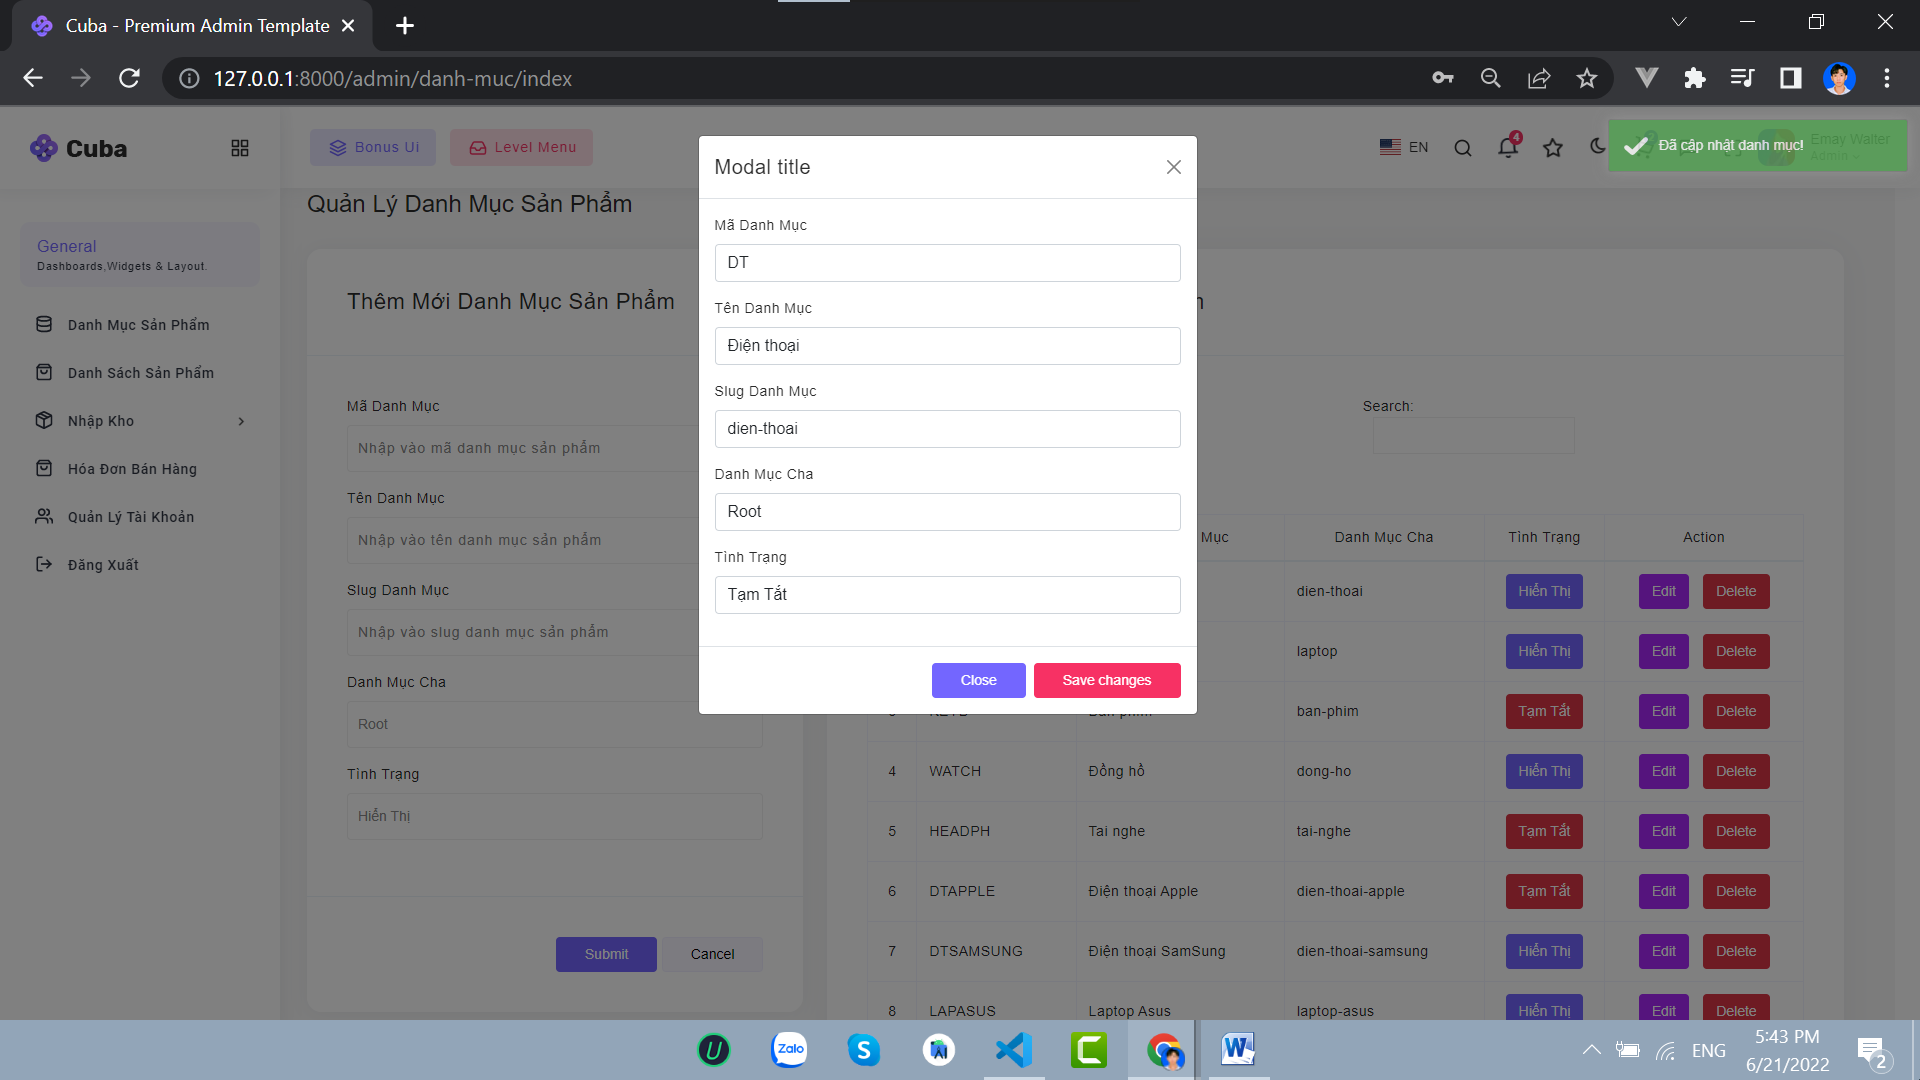 Cuba - Premium Admin Template
127.0.0.1:8000/admin/danh-muc/index
Cuba
Bonus Ui
Level Menu
EN
4
Emay Walter
Admin
Đã cập nhật danh mục!
General
Dashboards,Widgets & Layout.
Danh Mục Sản Phẩm
Danh Sách Sản Phẩm
Nhập Kho
Hóa Đơn Bán Hàng
Quản Lý Tài Khoản
Đăng Xuất
Quản Lý Danh Mục Sản Phẩm
Thêm Mới Danh Mục Sản Phẩm
Mã Danh Mục
Nhập vào mã danh mục sản phẩm
Tên Danh Mục
Nhập vào tên danh mục sản phẩm
Slug Danh Mục
Nhập vào slug danh mục sản phẩm
Danh Mục Cha
Root
Tình Trạng
Hiển Thị
Submit
Cancel
Modal title
Mã Danh Mục
DT
Tên Danh Mục
Điện thoại
Slug Danh Mục
dien-thoai
Danh Mục Cha
Root
Tình Trạng
Tạm Tắt
Close
Save changes
Search:
Mục
Danh Mục Cha
Tình Trạng
Action
dien-thoai
Hiển Thị
Edit
Delete
laptop
Hiển Thị
Edit
Delete
ban-phim
Tạm Tắt
Edit
Delete
4
WATCH
Đồng hồ
dong-ho
Hiển Thị
Edit
Delete
5
HEADPH
Tai nghe
tai-nghe
Tạm Tắt
Edit
Delete
6
DTAPPLE
Điện thoại Apple
dien-thoai-apple
Tạm Tắt
Edit
Delete
7
DTSAMSUNG
Điện thoại SamSung
dien-thoai-samsung
Hiển Thị
Edit
Delete
8
LAPASUS
Laptop Asus
laptop-asus
Hiển Thị
Edit
Delete
Zalo
ENG
5:43 PM
6/21/2022
2